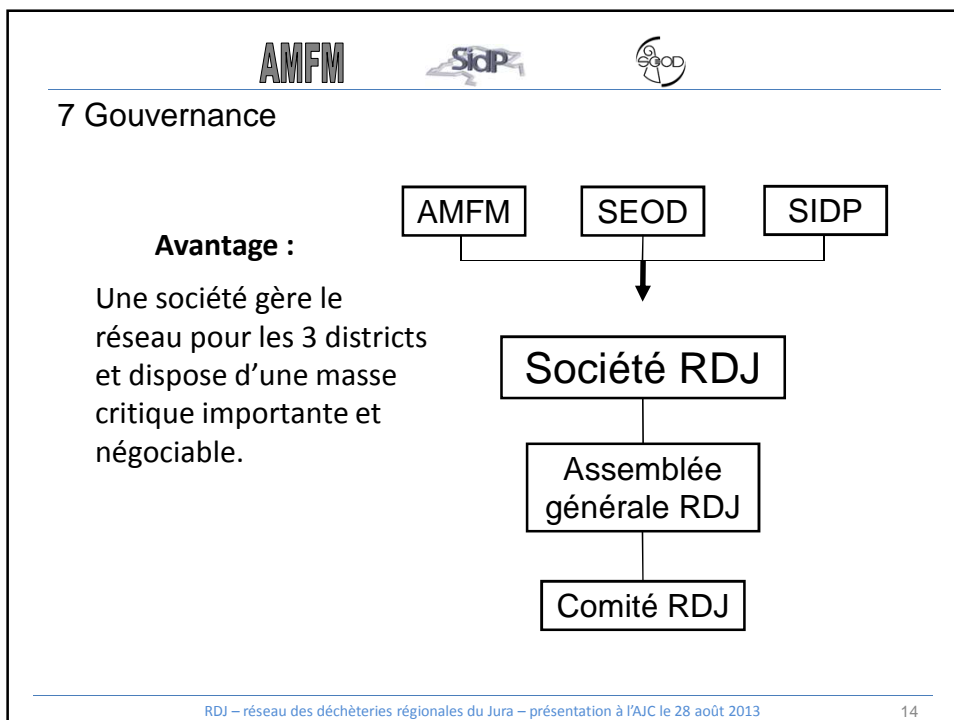 AMFM SidP SEOD
7 Gouvernance
AMFM SEOD SIDP
Avantage :
Une société gère le
réseau pour les 3 districts
et dispose d’une masse
critique importante et
négociable.
Société RDJ
Assemblée
générale RDJ
Comité RDJ
RDJ – réseau des déchèteries régionales du Jura – présentation à l’AJC le 28 août 2013 14